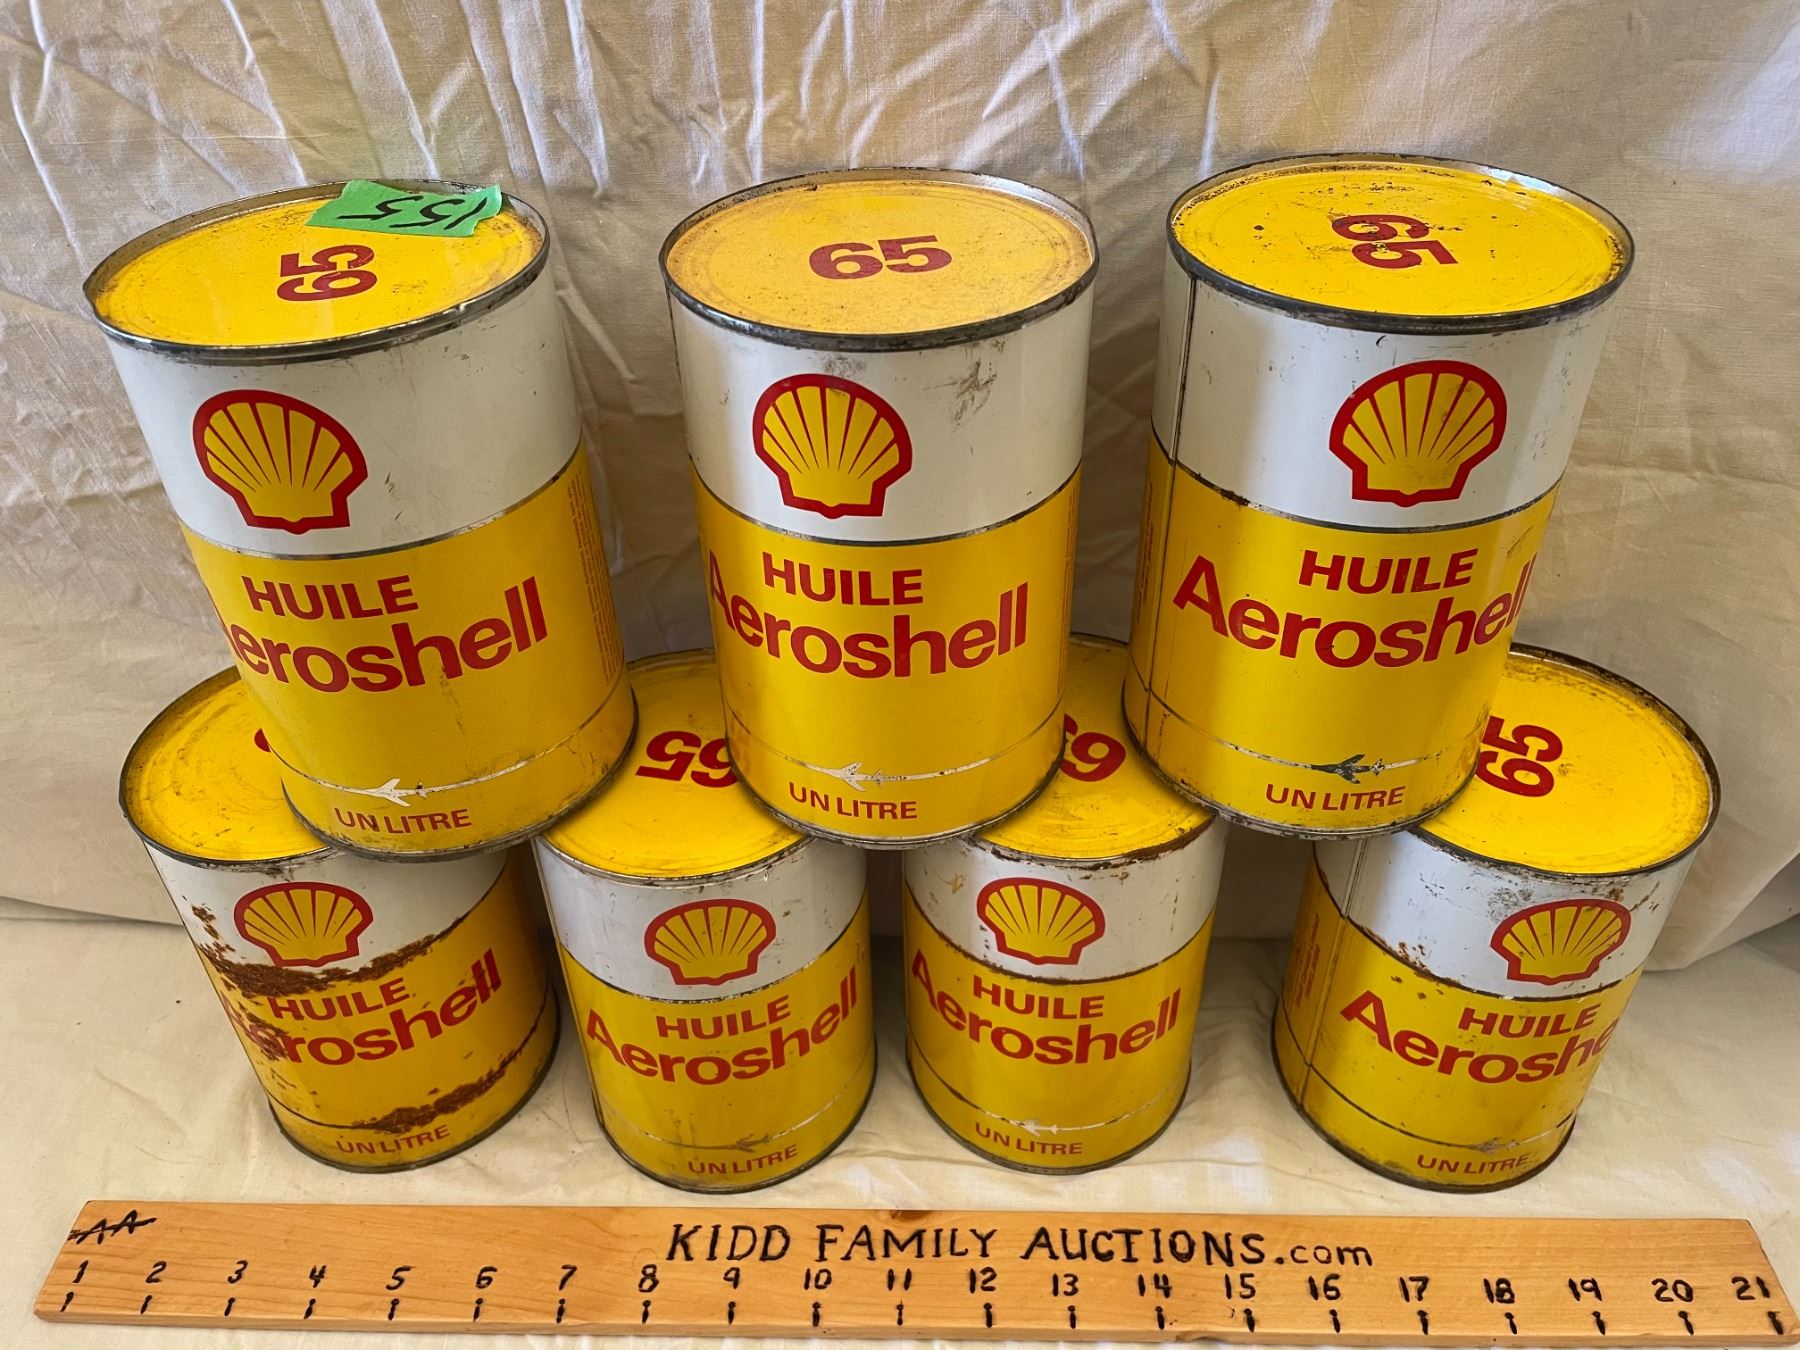 155
65
65
65
HUILE
Aeroshell
UN LITRE
HUILE
Aeroshell
UN LITRE
HUILE
Aeroshell
UN LITRE
65
65
65
HUILE
Aeroshell
UN LITRE
HUILE
Aeroshell
UN LITRE
HUILE
Aeroshell
UN LITRE
HUILE
Aeroshe
UN LITRE
AA
KIDD FAMILY AUCTIONS.com
1 2 3 4 5 6 7 8 9 10 11 12 13 14 15 16 17 18 19 20 21